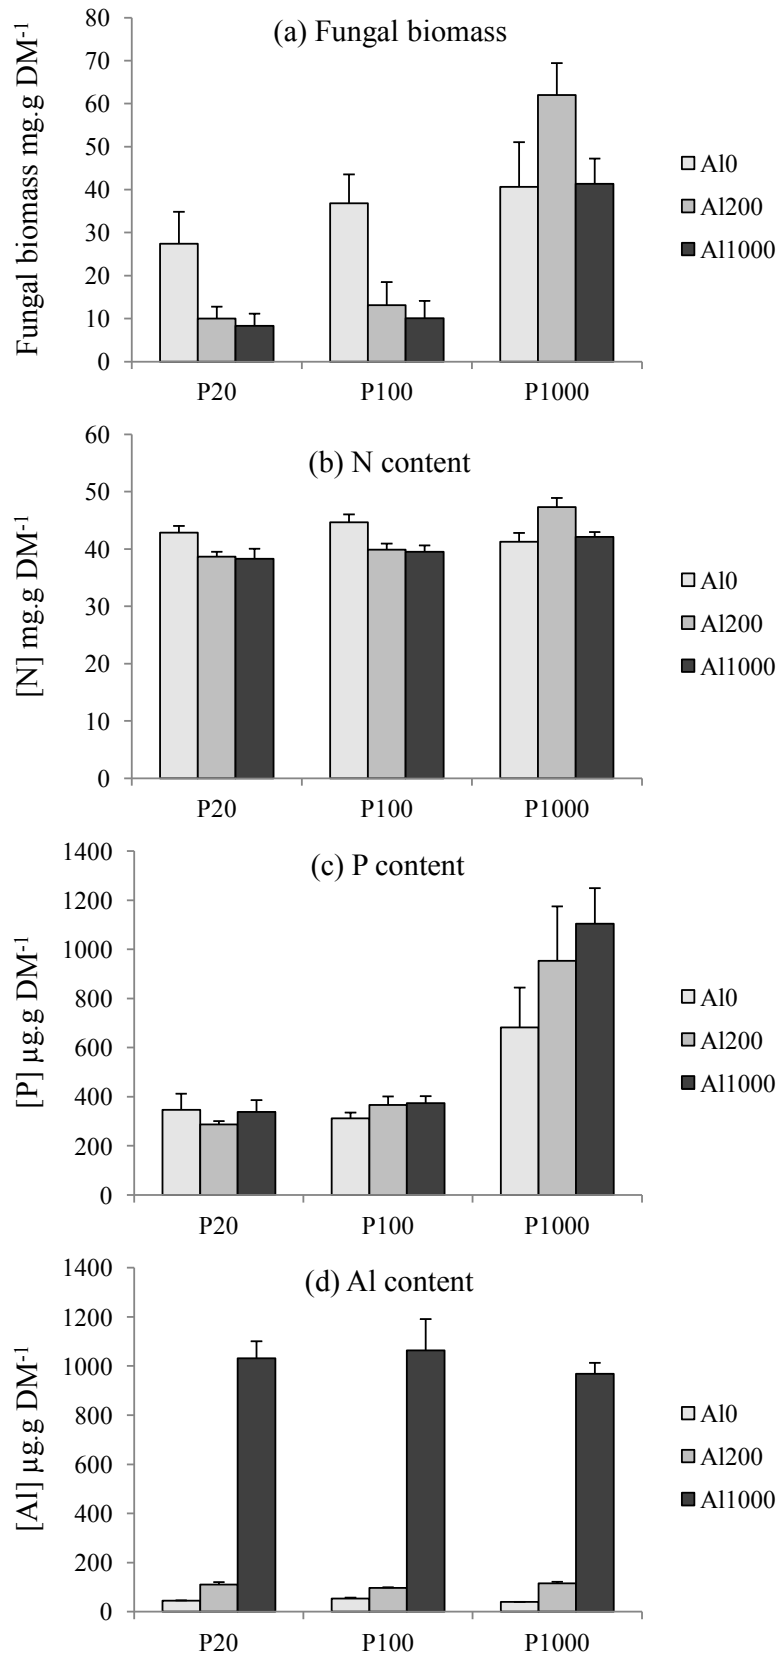 (a) Fungal biomass
Fungal biomass mg.g DM⁻¹
80
70
60
50
40
30
20
10
0
P20 P100 P1000
Al0
Al200
Al1000
(b) N content
[N] mg.g DM⁻¹
60
50
40
30
20
10
0
P20 P100 P1000
Al0
Al200
Al1000
(c) P content
[P] µg.g DM⁻¹
1400
1200
1000
800
600
400
200
0
P20 P100 P1000
Al0
Al200
Al1000
(d) Al content
[Al] µg.g DM⁻¹
1400
1200
1000
800
600
400
200
0
P20 P100 P1000
Al0
Al200
Al1000